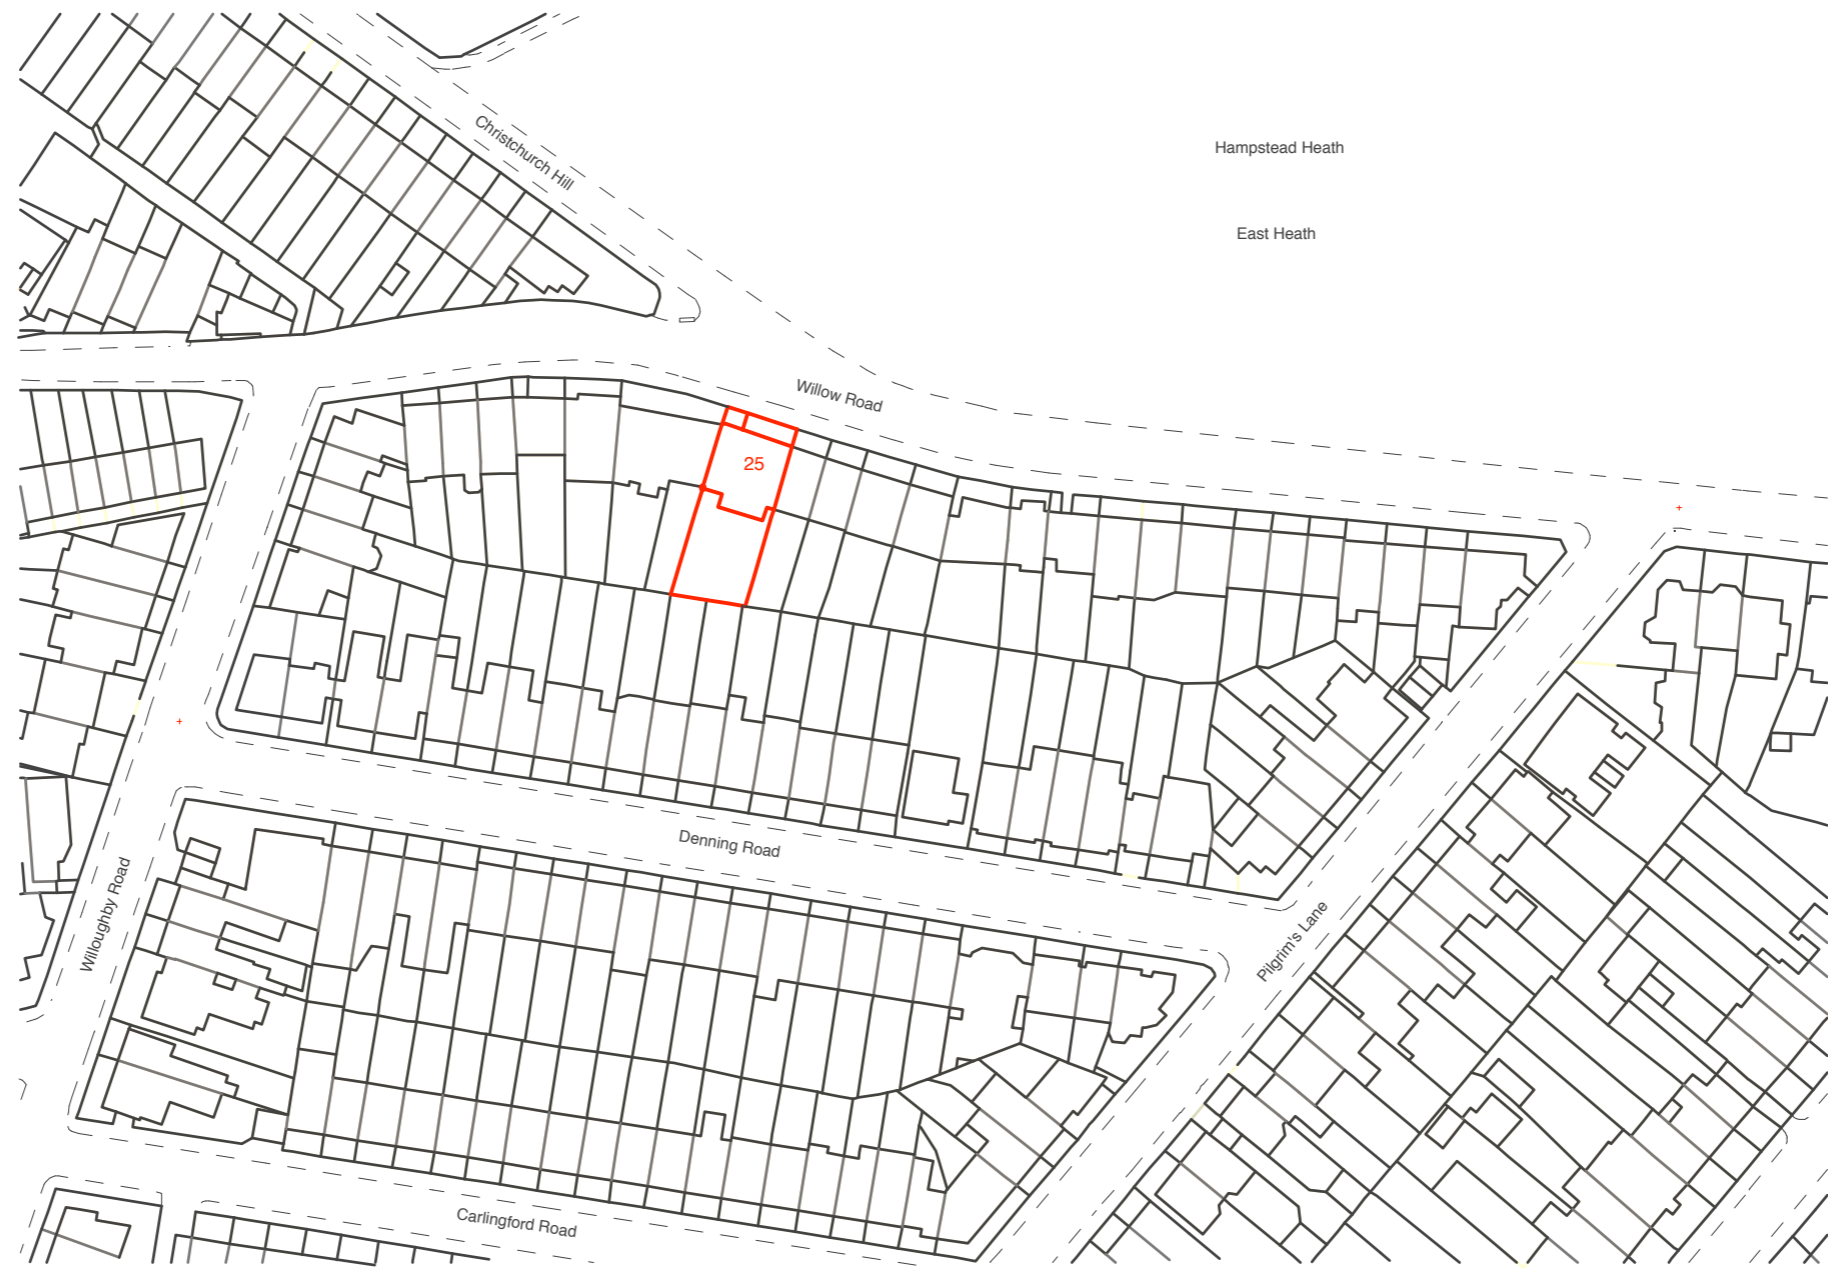 Christchurch Hill
Hampstead Heath
East Heath
Willow Road
25
Denning Road
Willoughby Road
Pilgrim's Lane
Carlingford Road